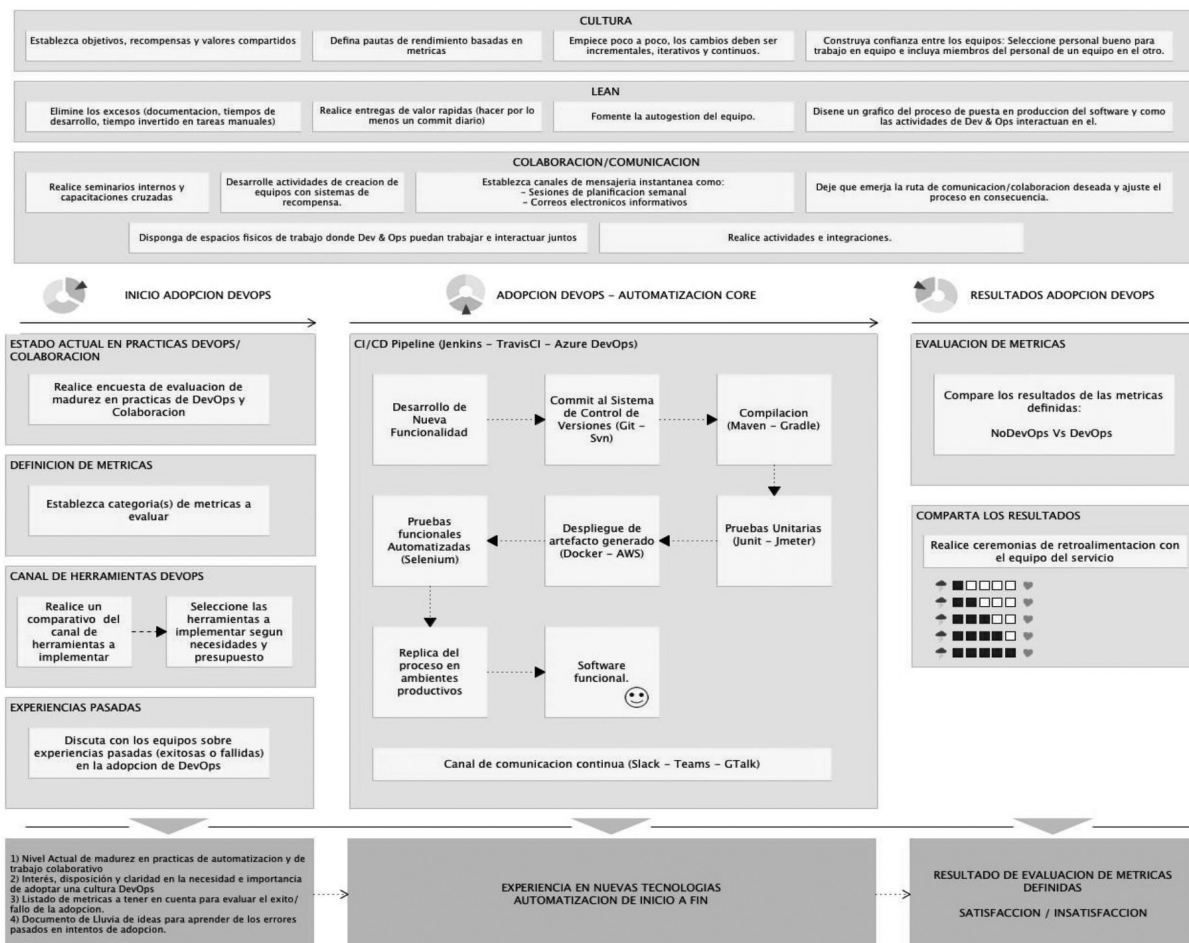 CULTURA
Establezca objetivos, recompensas y valores compartidos
Defina pautas de rendimiento basadas en
metricas
Empiece poco a poco, los cambios deben ser
incrementales, iterativos y continuos.
Construya confianza entre los equipos: Seleccione personal bueno para
trabajo en equipo e incluya miembros del personal de un equipo en el otro.
LEAN
Elimine los excesos (documentacion, tiempos de
desarrollo, tiempo invertido en tareas manuales)
Realice entregas de valor rapidas (hacer por lo
menos un commit diario)
Fomente la autogestion del equipo.
Disene un grafico del proceso de puesta en produccion del software y como
las actividades de Dev & Ops interactuan en el.
COLABORACION/COMUNICACION
Realice seminarios internos y
capacitaciones cruzadas
Desarrolle actividades de creacion de
equipos con sistemas de
recompensa.
Establezca canales de mensajeria instantanea como:
– Sesiones de planificacion semanal
– Correos electronicos informativos
Deje que emerja la ruta de comunicacion/colaboracion deseada y ajuste el
proceso en consecuencia.
Disponga de espacios fisicos de trabajo donde Dev & Ops puedan trabajar e interactuar juntos
Realice actividades e integraciones.
INICIO ADOPCION DEVOPS
ADOPCION DEVOPS – AUTOMATIZACION CORE
RESULTADOS ADOPCION DEVOPS
ESTADO ACTUAL EN PRACTICAS DEVOPS/
COLABORACION
Realice encuesta de evaluacion de
madurez en practicas de DevOps y
Colaboracion
DEFINICION DE METRICAS
Establezca categoria(s) de metricas a
evaluar
CANAL DE HERRAMIENTAS DEVOPS
Realice un
comparativo del
canal de
herramientas a
implementar
Seleccione las
herramientas a
implementar segun
necesidades y
presupuesto
EXPERIENCIAS PASADAS
Discuta con los equipos sobre
experiencias pasadas (exitosas o fallidas)
en la adopcion de DevOps
CI/CD Pipeline (Jenkins – TravisCI – Azure DevOps)
Desarrollo de
Nueva
Funcionalidad
Commit al Sistema
de Control de
Versiones (Git –
Svn)
Compilacion
(Maven – Gradle)
Pruebas
funcionales
Automatizadas
(Selenium)
Despliegue de
artefacto generado
(Docker – AWS)
Pruebas Unitarias
(Junit – Jmeter)
Replica del
proceso en
ambientes
productivos
Software
funcional.
Canal de comunicacion continua (Slack – Teams – GTalk)
EVALUACION DE METRICAS
Compare los resultados de las metricas
definidas:
NoDevOps Vs DevOps
COMPARTA LOS RESULTADOS
Realice ceremonias de retroalimentacion con
el equipo del servicio
1) Nivel Actual de madurez en practicas de automatizacion y de
trabajo colaborativo
2) Interés, disposición y claridad en la necesidad e importancia
de adoptar una cultura DevOps
3) Listado de metricas a tener en cuenta para evaluar el exito/
fallo de la adopcion.
4) Documento de Lluvia de ideas para aprender de los errores
pasados en intentos de adopcion.
EXPERIENCIA EN NUEVAS TECNOLOGIAS
AUTOMATIZACION DE INICIO A FIN
RESULTADO DE EVALUACION DE METRICAS
DEFINIDAS
SATISFACCION / INSATISFACCION